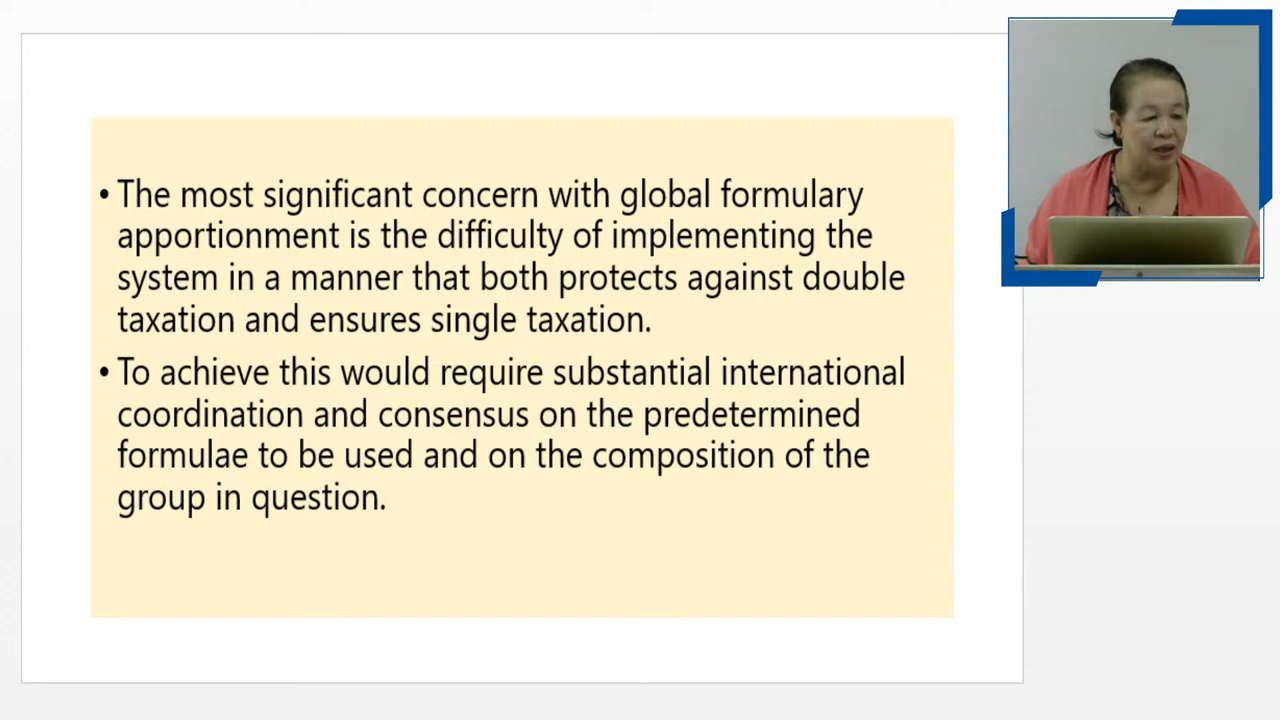 • The most significant concern with global formulary
apportionment is the difficulty of implementing the
system in a manner that both protects against double
taxation and ensures single taxation.
• To achieve this would require substantial international
coordination and consensus on the predetermined
formulae to be used and on the composition of the
group in question.